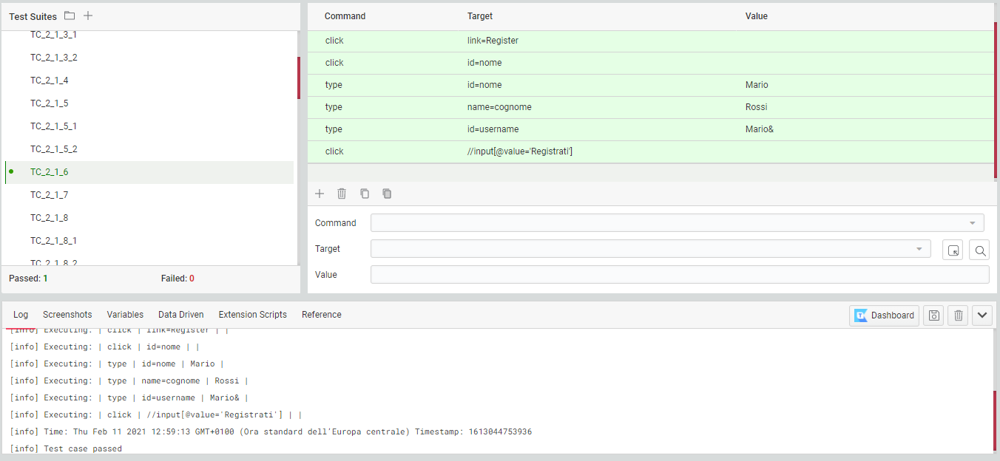 Test Suites
TC_2_1_3_1
TC_2_1_3_2
TC_2_1_4
TC_2_1_5
TC_2_1_5_1
TC_2_1_5_2
TC_2_1_6
TC_2_1_7
TC_2_1_8
TC_2_1_8_1
TC_2_1_8_2
Passed: 1 Failed: 0
Command Target Value
click link=Register
click id=nome
type id=nome Mario
type name=cognome Rossi
type id=username Mario&
click //input[@value='Registrati']
Command
Target
Value
Log Screenshots Variables Data Driven Extension Scripts Reference Dashboard
[info] Executing: | click | link=Register | |
[info] Executing: | click | id=nome | |
[info] Executing: | type | id=nome | Mario |
[info] Executing: | type | name=cognome | Rossi |
[info] Executing: | type | id=username | Mario& |
[info] Executing: | click | //input[@value='Registrati'] | |
[info] Time: Thu Feb 11 2021 12:59:13 GMT+0100 (Ora standard dell'Europa centrale) Timestamp: 1613044753936
[info] Test case passed